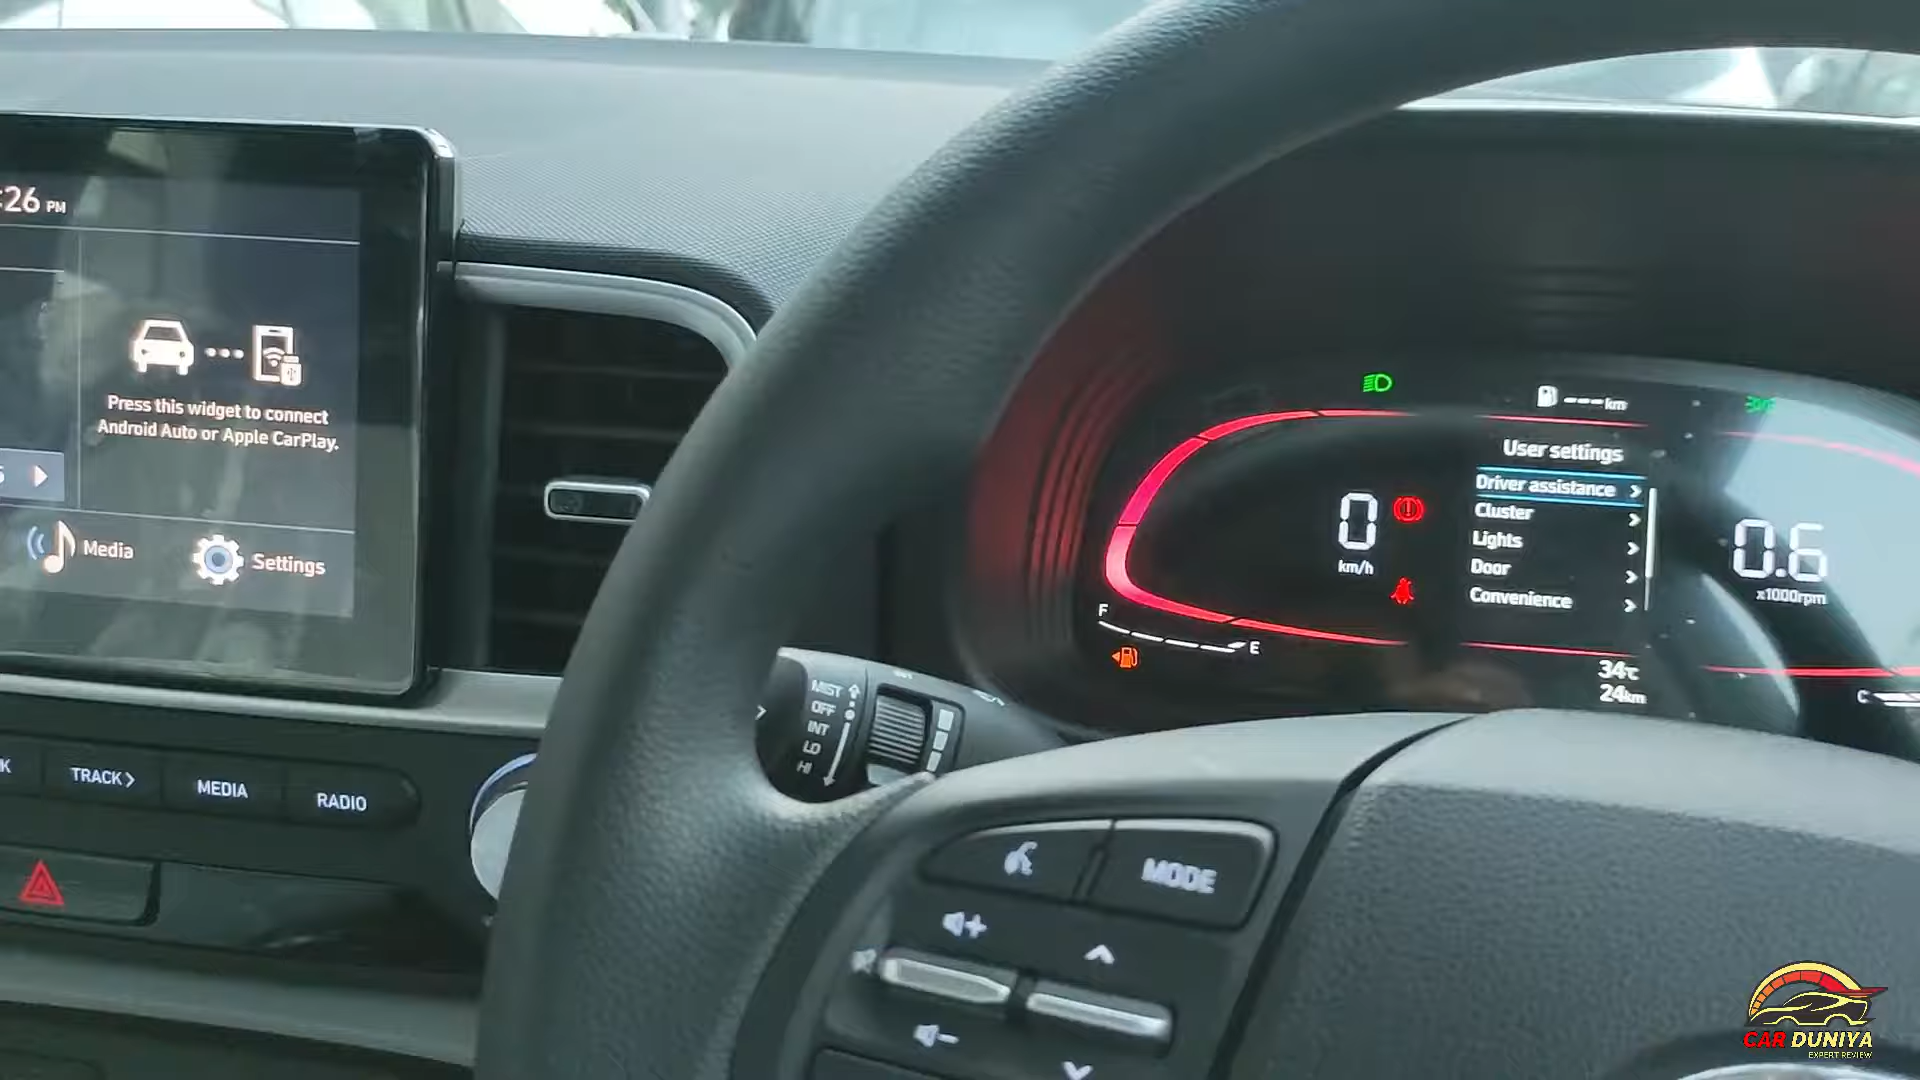 :26 PM
Press this widget to connect
Android Auto or Apple CarPlay.
Media
Settings
TRACK
MEDIA
RADIO
MIST
OFF
INT
LO
HI
MODE
--- km
User settings
Driver assistance
Cluster
Lights
Door
Convenience
0
km/h
0.6
x1000rpm
F
E
34℃
24km
C
CAR DUNIYA
EXPERT REVIEW